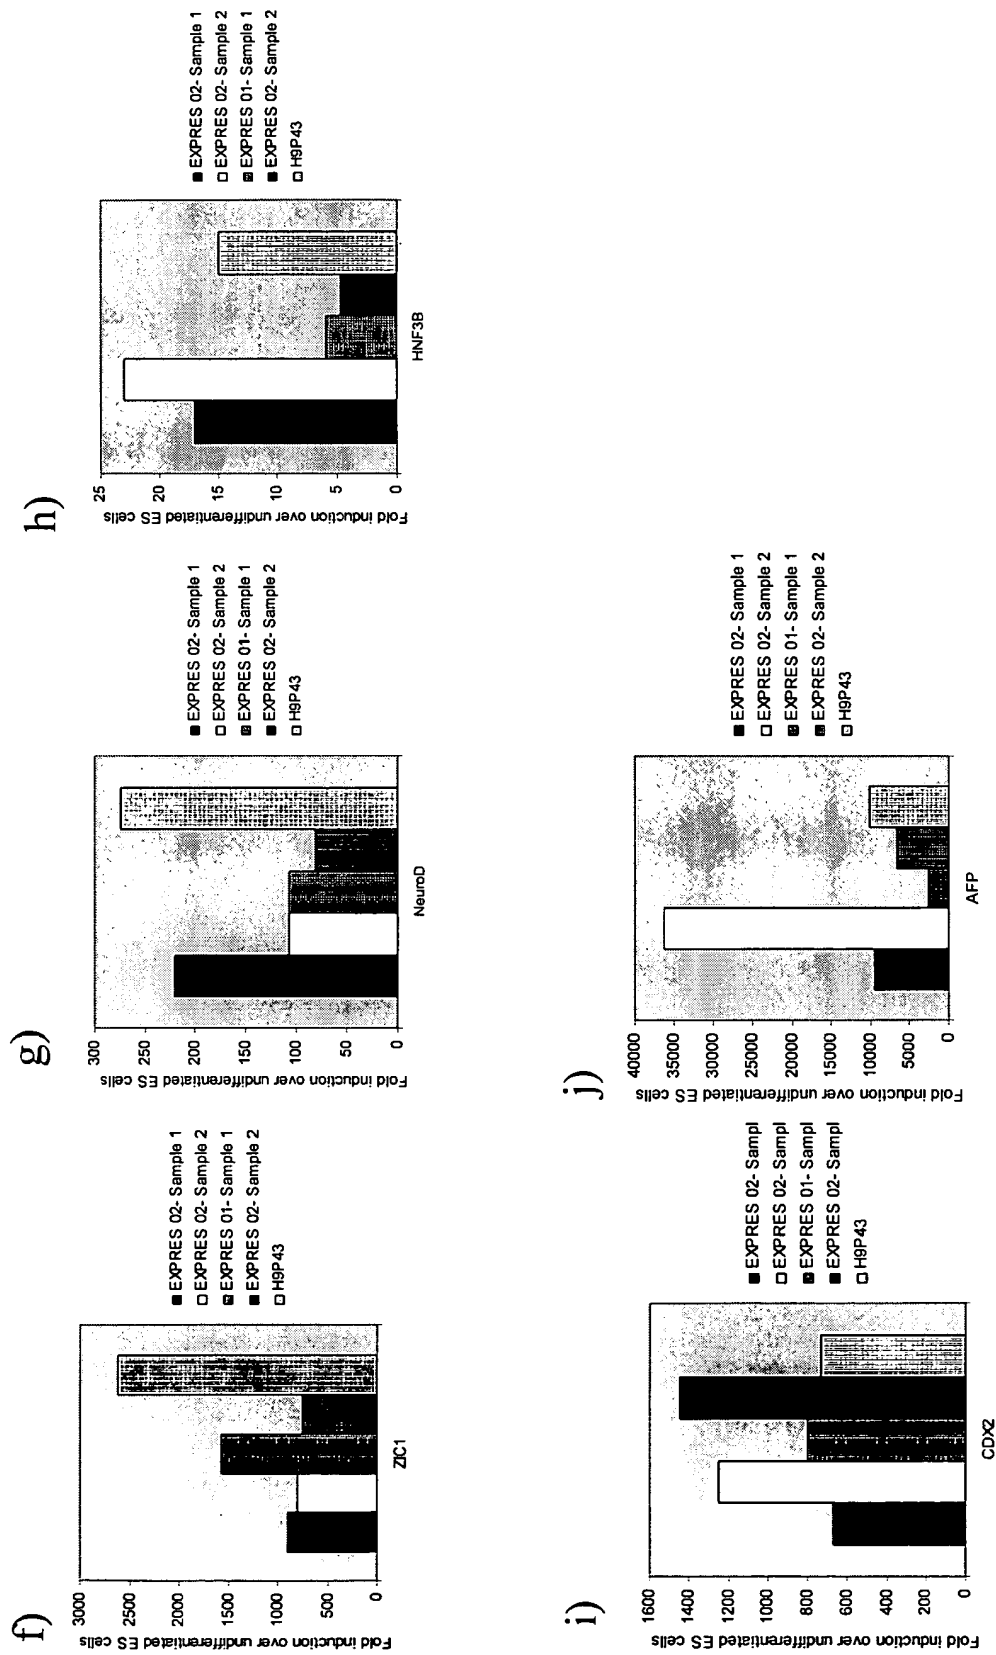 f)
Fold induction over undifferentiated ES cells
3000
2500
2000
1500
1000
500
0
ZIC1
EXPRES 02- Sample 1
EXPRES 02- Sample 2
EXPRES 01- Sample 1
EXPRES 02- Sample 2
H9P43
g)
Fold induction over undifferentiated ES cells
300
250
200
150
100
50
0
NeuroD
EXPRES 02- Sample 1
EXPRES 02- Sample 2
EXPRES 01- Sample 1
EXPRES 02- Sample 2
H9P43
h)
Fold induction over undifferentiated ES cells
25
20
15
10
5
0
HNF3B
EXPRES 02- Sample 1
EXPRES 02- Sample 2
EXPRES 01- Sample 1
EXPRES 02- Sample 2
H9P43
i)
Fold induction over undifferentiated ES cells
1600
1400
1200
1000
800
600
400
200
0
CDX2
EXPRES 02- Sampl
EXPRES 02- Sampl
EXPRES 01- Sampl
EXPRES 02- Sampl
H9P43
j)
Fold induction over undifferentiated ES cells
40000
35000
30000
25000
20000
15000
10000
5000
0
AFP
EXPRES 02- Sample 1
EXPRES 02- Sample 2
EXPRES 01- Sample 1
EXPRES 02- Sample 2
H9P43